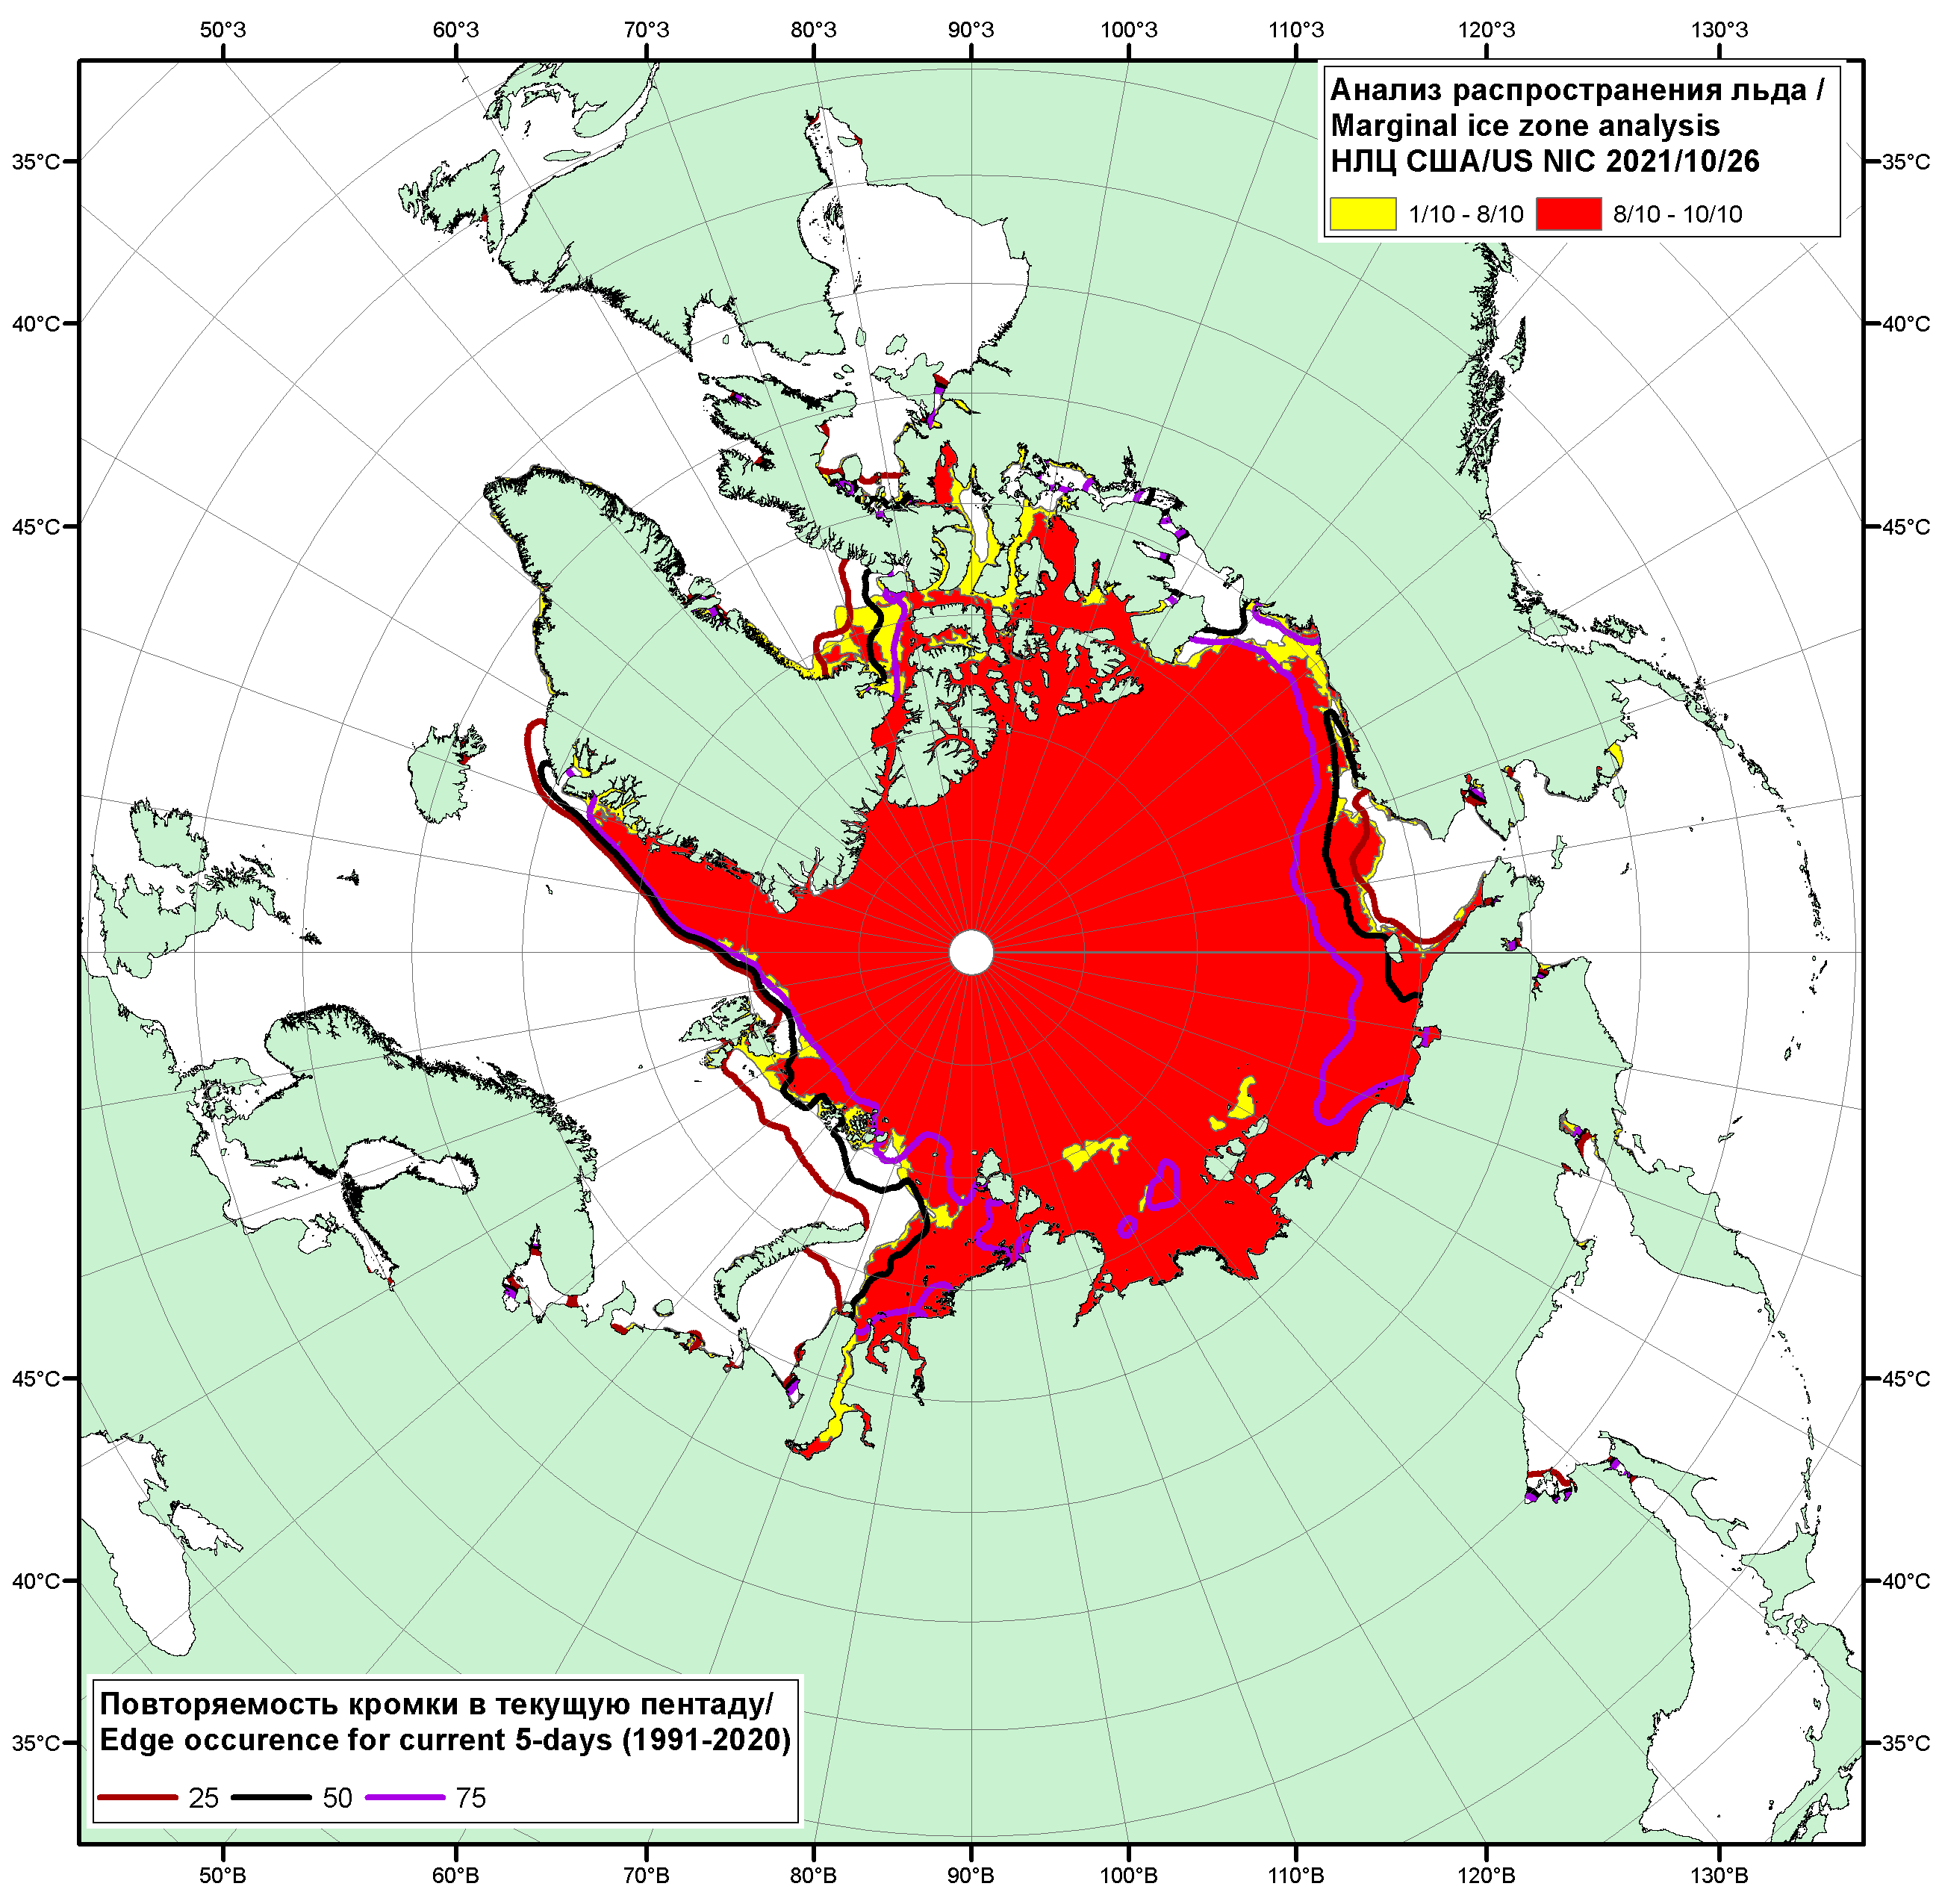 50°З 60°З 70°З 80°З 90°З 100°З 110°З 120°З 130°З
Анализ распространения льда /
Marginal ice zone analysis
НЛЦ США/US NIC 2021/10/26
1/10 - 8/10 8/10 - 10/10
35°С 35°С
40°С 40°С
45°С 45°С
45°С 45°С
40°С 40°С
35°С 35°С
Повторяемость кромки в текущую пентаду/
Edge occurence for current 5-days (1991-2020)
25 50 75
50°В 60°В 70°В 80°В 90°В 100°В 110°В 120°В 130°В